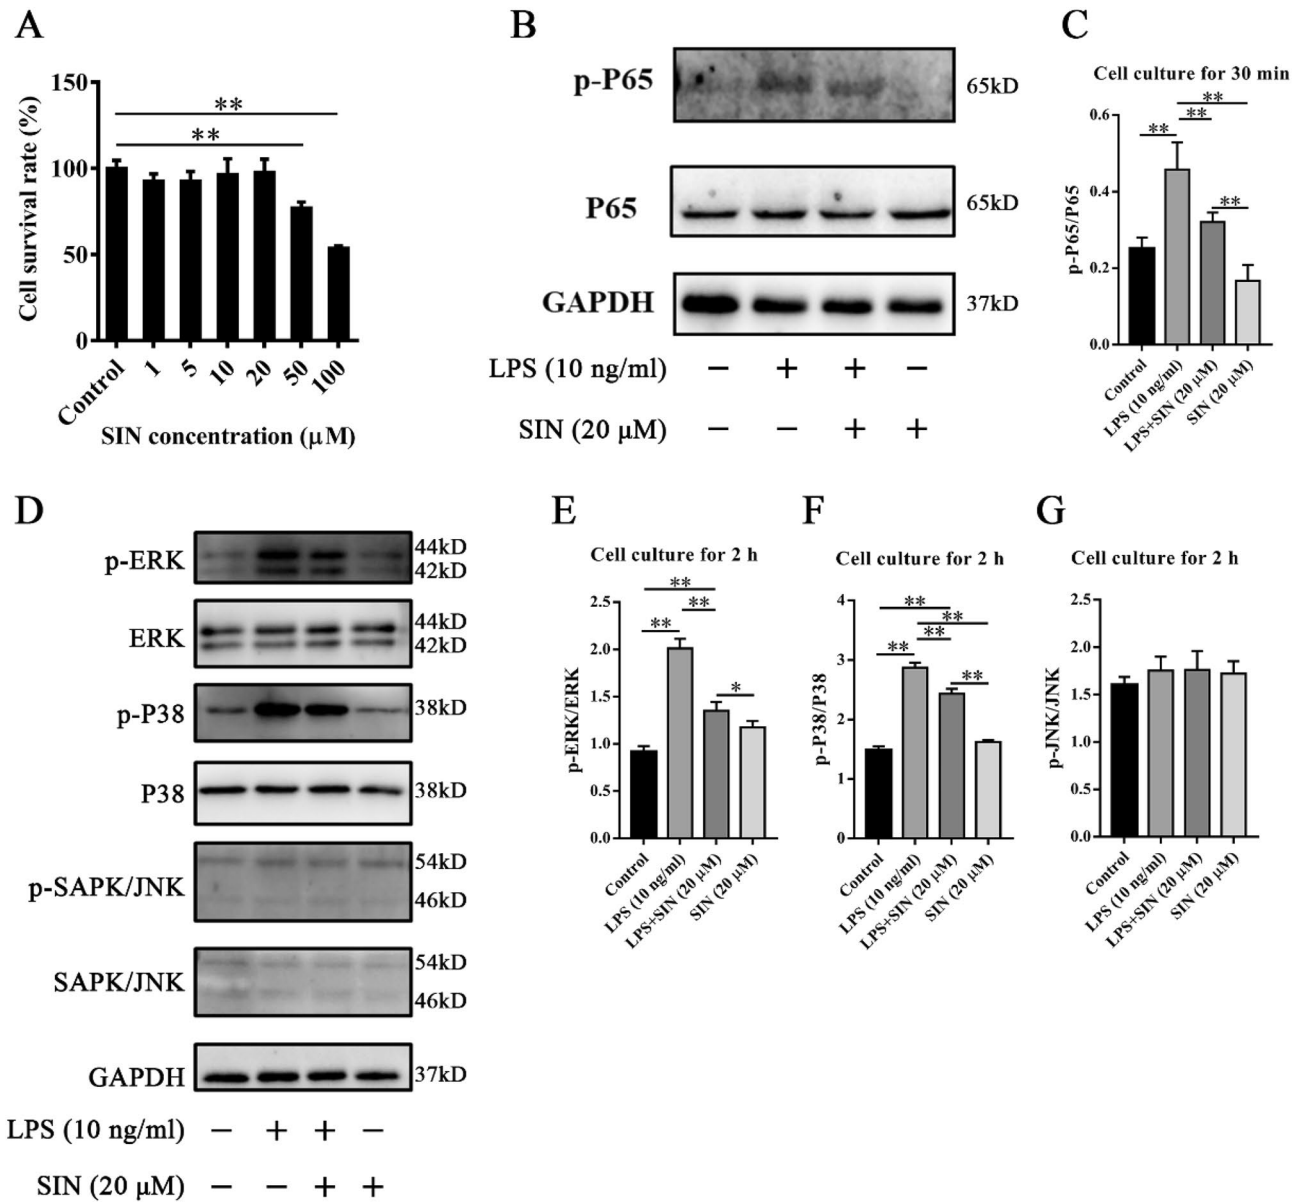 A
Cell survival rate (%)
150
100
50
0
**
**
Control
1
5
10
20
50
100
SIN concentration (μM)
B
p-P65
65kD
P65
65kD
GAPDH
37kD
LPS (10 ng/ml) − + + −
SIN (20 μM) − − + +
C
Cell culture for 30 min
p-P65/P65
0.6
0.4
0.2
0.0
**
**
**
**
Control
LPS (10 ng/ml)
LPS+SIN (20 μM)
SIN (20 μM)
D
p-ERK
44kD
42kD
ERK
44kD
42kD
p-P38
38kD
P38
38kD
p-SAPK/JNK
54kD
46kD
SAPK/JNK
54kD
46kD
GAPDH
37kD
LPS (10 ng/ml) − + + −
SIN (20 μM) − − + +
E
Cell culture for 2 h
p-ERK/ERK
2.5
2.0
1.5
1.0
0.5
0.0
**
**
**
*
Control
LPS (10 ng/ml)
LPS+SIN (20 μM)
SIN (20 μM)
F
Cell culture for 2 h
p-P38/P38
4
3
2
1
0
**
**
**
**
**
Control
LPS (10 ng/ml)
LPS+SIN (20 μM)
SIN (20 μM)
G
Cell culture for 2 h
p-JNK/JNK
2.5
2.0
1.5
1.0
0.5
0.0
Control
LPS (10 ng/ml)
LPS+SIN (20 μM)
SIN (20 μM)